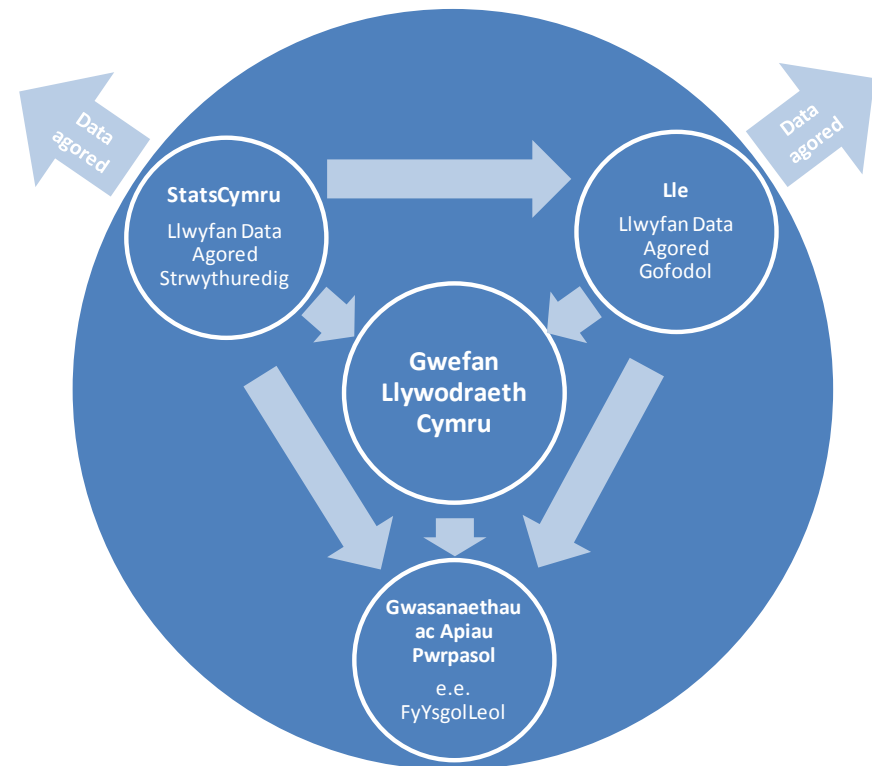 Data
agored
Data
agored
StatsCymru
Llwyfan Data
Agored
Strwythuredig
Lle
Llwyfan Data
Agored
Gofodol
Gwefan
Llywodraeth
Cymru
Gwasanaethau
ac Apiau
Pwrpasol
e.e.
FyYsgolLeol